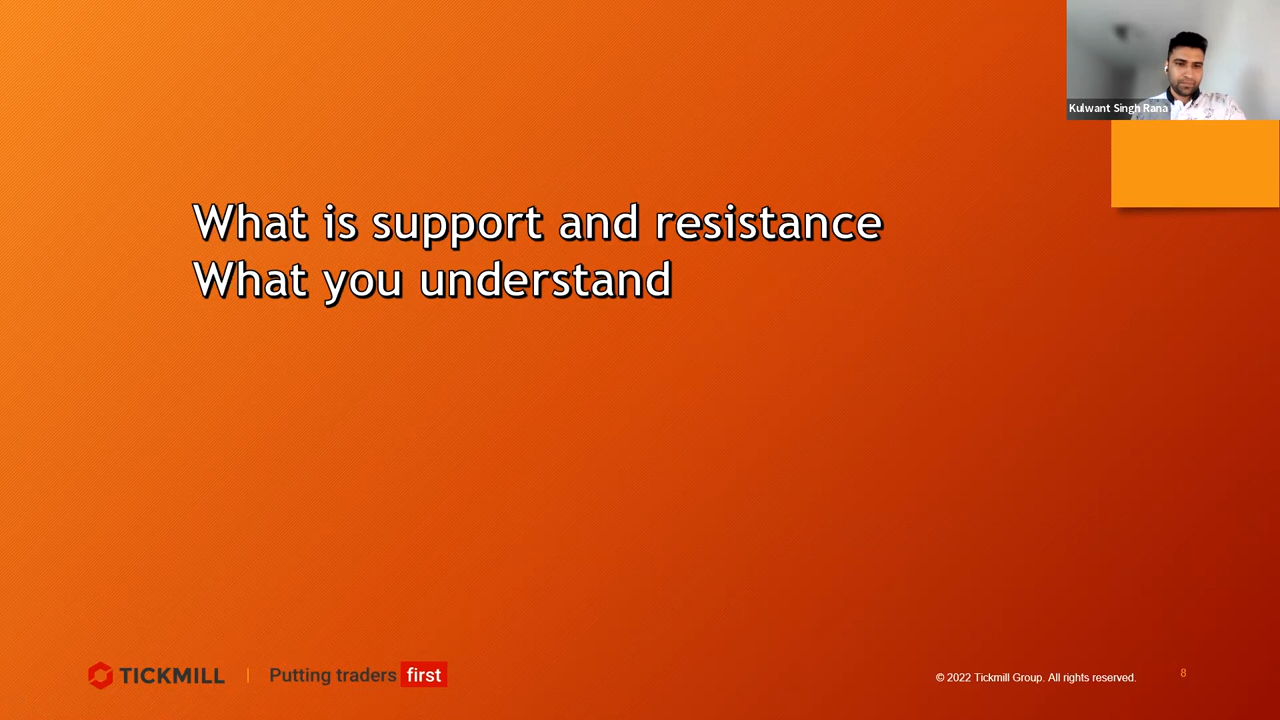 Kulwant Singh Rana
What is support and resistance
What you understand
TICKMILL | Putting traders first
© 2022 Tickmill Group. All rights reserved.
8